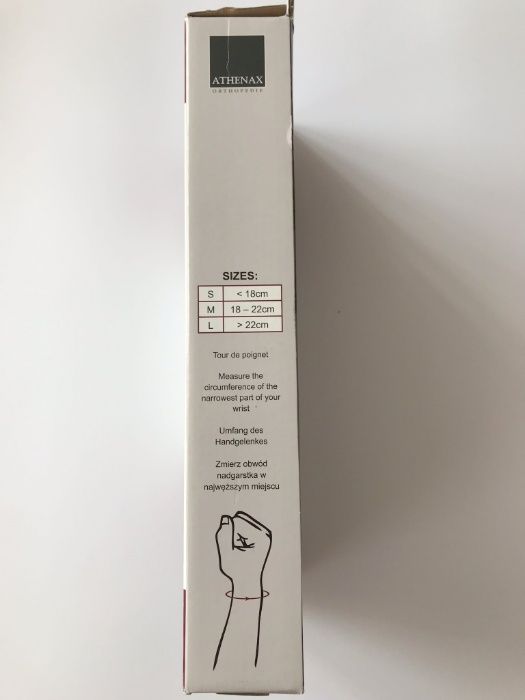 ATHENAX
ORTHOPEDIE
SIZES:
S < 18cm
M 18 – 22cm
L > 22cm
Tour de poignet
Measure the
circumference of the
narrowest part of your
wrist
Umfang des
Handgelenkes
Zmierz obwód
nadgarstka w
najwęższym miejscu